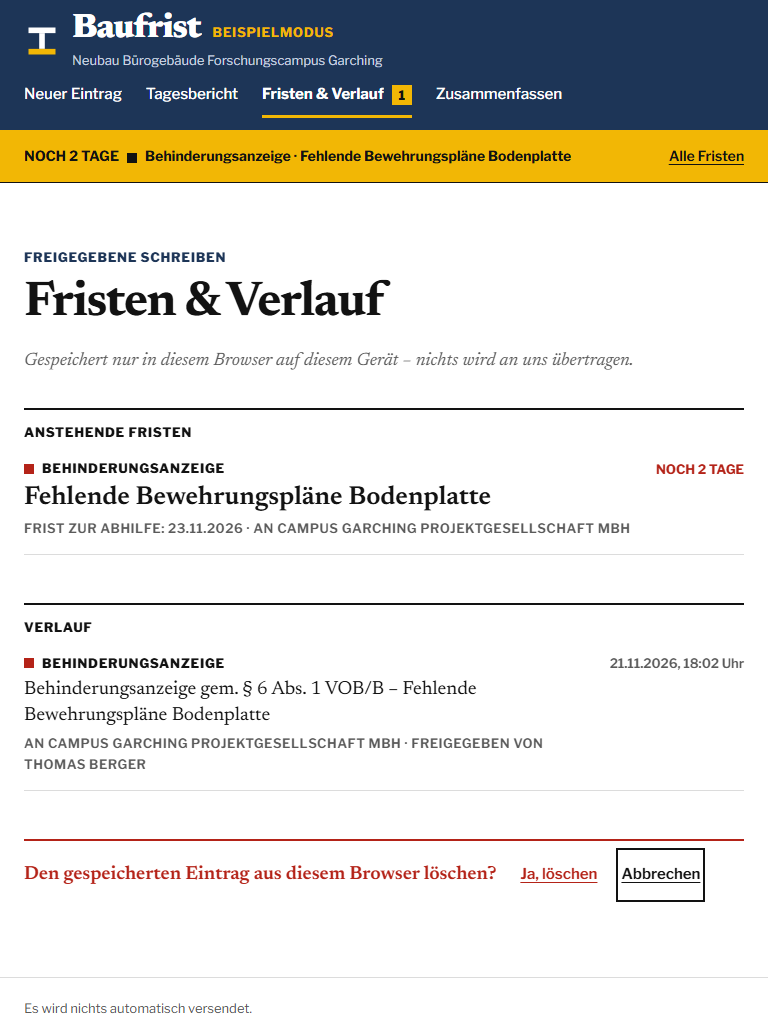 Baufrist BEISPIELMODUS
Neubau Bürogebäude Forschungscampus Garching
Neuer Eintrag Tagesbericht Fristen & Verlauf 1 Zusammenfassen
NOCH 2 TAGE ■ Behinderungsanzeige · Fehlende Bewehrungspläne Bodenplatte Alle Fristen
FREIGEGEBENE SCHREIBEN
Fristen & Verlauf
Gespeichert nur in diesem Browser auf diesem Gerät – nichts wird an uns übertragen.
ANSTEHENDE FRISTEN
BEHINDERUNGSANZEIGE NOCH 2 TAGE
Fehlende Bewehrungspläne Bodenplatte
FRIST ZUR ABHILFE: 23.11.2026 · AN CAMPUS GARCHING PROJEKTGESELLSCHAFT MBH
VERLAUF
BEHINDERUNGSANZEIGE 21.11.2026, 18:02 Uhr
Behinderungsanzeige gem. § 6 Abs. 1 VOB/B – Fehlende
Bewehrungspläne Bodenplatte
AN CAMPUS GARCHING PROJEKTGESELLSCHAFT MBH · FREIGEGEBEN VON
THOMAS BERGER
Den gespeicherten Eintrag aus diesem Browser löschen? Ja, löschen Abbrechen
Es wird nichts automatisch versendet.